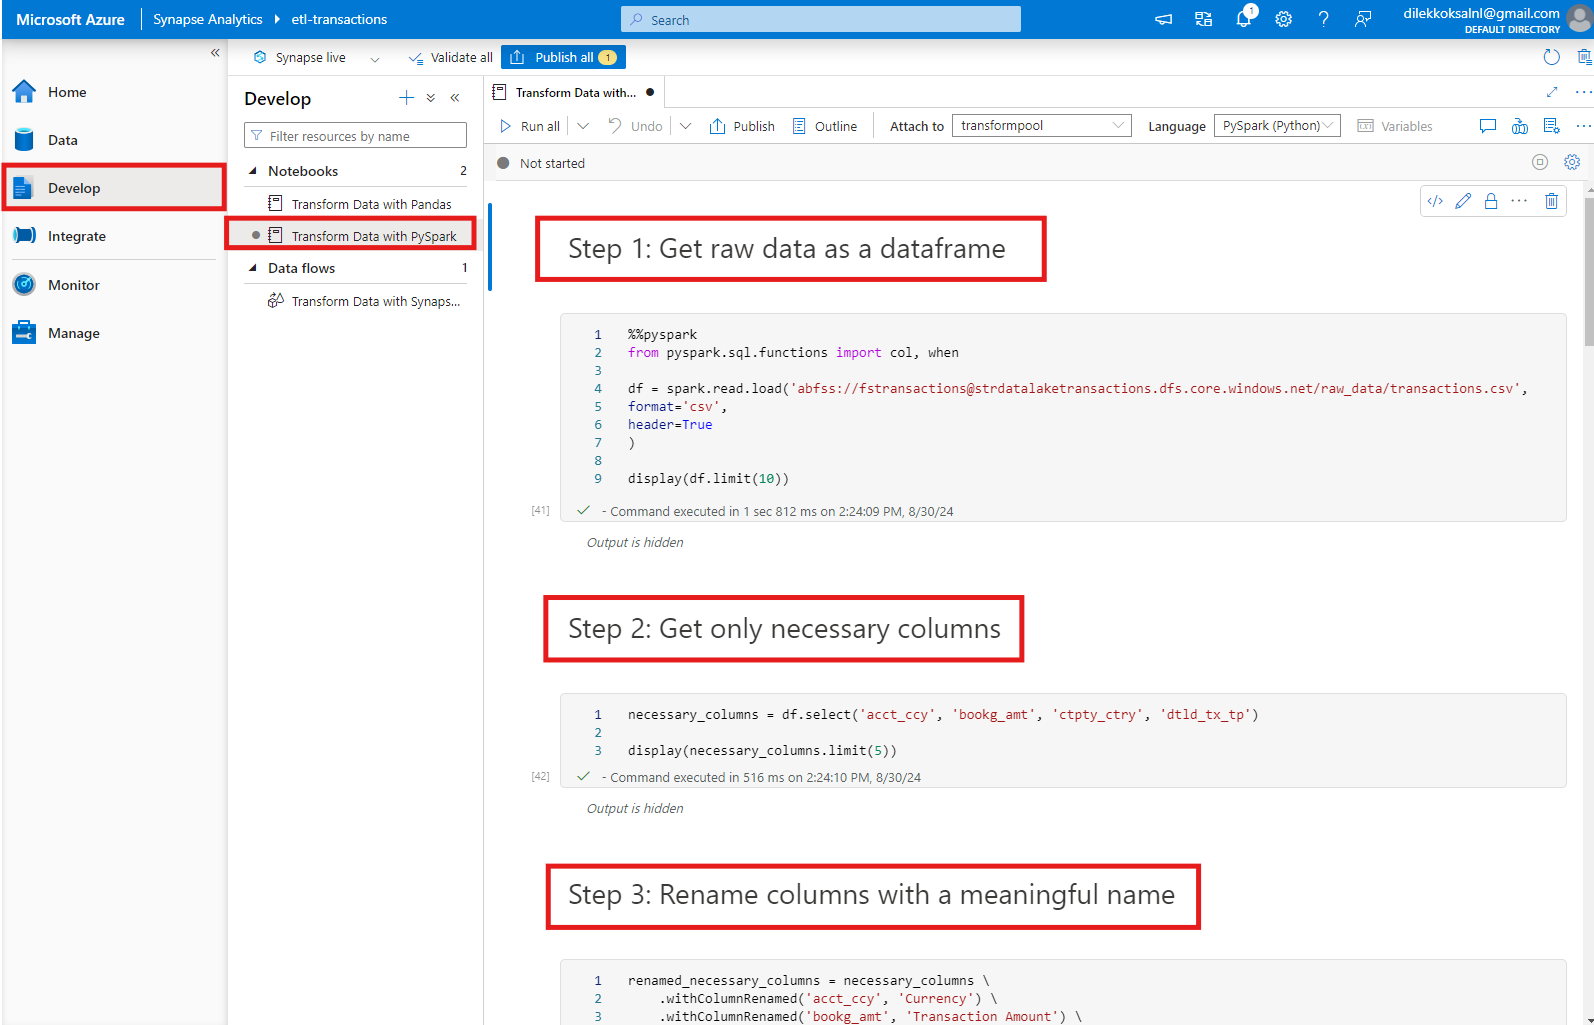 Microsoft Azure
Synapse Analytics
etl-transactions
Search
1
dilekkoksalnl@gmail.com
DEFAULT DIRECTORY
Home
Data
Develop
Integrate
Monitor
Manage
Synapse live
Validate all
Publish all 1
Develop
Filter resources by name
Notebooks 2
Transform Data with Pandas
Transform Data with PySpark
Data flows 1
Transform Data with Synaps...
Transform Data with...
Run all
Undo
Publish
Outline
Attach to
transformpool
Language
PySpark (Python)
Variables
Not started
Step 1: Get raw data as a dataframe
1 %%pyspark
2 from pyspark.sql.functions import col, when
3
4 df = spark.read.load('abfss://fstransactions@strdatalaketransactions.dfs.core.windows.net/raw_data/transactions.csv',
5 format='csv',
6 header=True
7 )
8
9 display(df.limit(10))
[41] - Command executed in 1 sec 812 ms on 2:24:09 PM, 8/30/24
Output is hidden
Step 2: Get only necessary columns
1 necessary_columns = df.select('acct_ccy', 'bookg_amt', 'ctpty_ctry', 'dtld_tx_tp')
2
3 display(necessary_columns.limit(5))
[42] - Command executed in 516 ms on 2:24:10 PM, 8/30/24
Output is hidden
Step 3: Rename columns with a meaningful name
1 renamed_necessary_columns = necessary_columns \
2 .withColumnRenamed('acct_ccy', 'Currency') \
3 .withColumnRenamed('bookg_amt', 'Transaction Amount') \